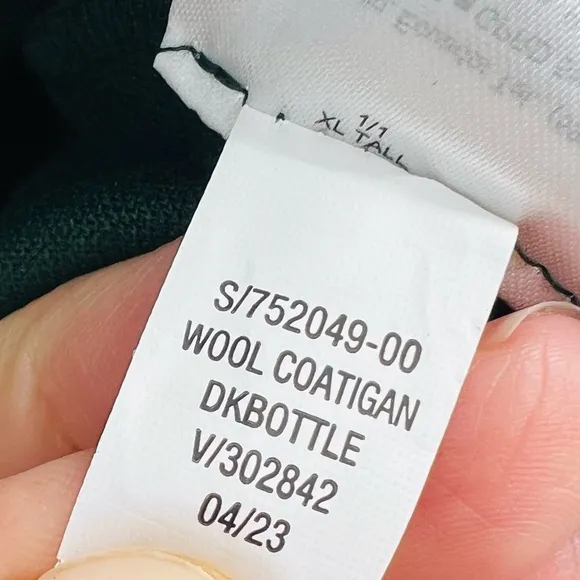 1/1
XL TALL
S/752049-00
WOOL COATIGAN
DKBOTTLE
V/302842
04/23